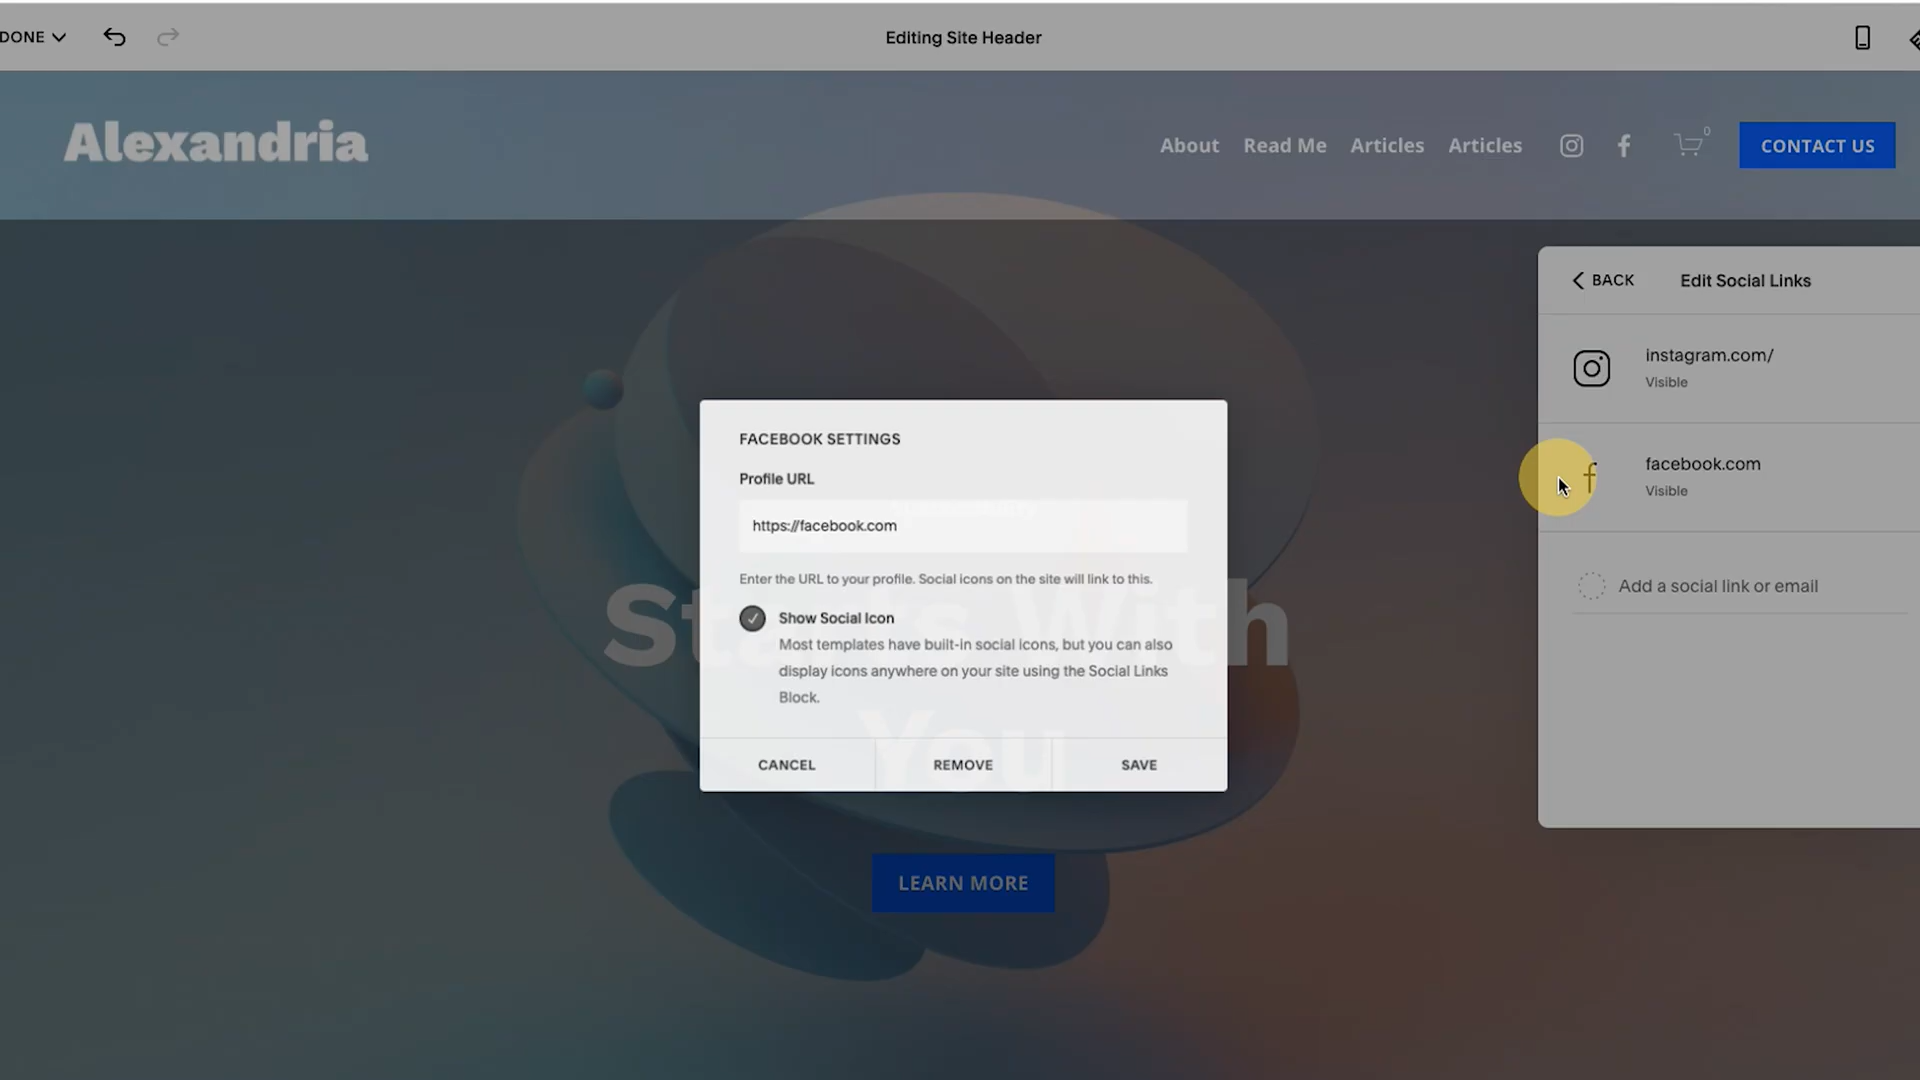 DONE
Editing Site Header
Alexandria
About Read Me Articles Articles
0
CONTACT US
BACK
Edit Social Links
instagram.com/
Visible
facebook.com
Visible
Add a social link or email
FACEBOOK SETTINGS
Profile URL
https://facebook.com
Enter the URL to your profile. Social icons on the site will link to this.
Show Social Icon
Most templates have built-in social icons, but you can also
display icons anywhere on your site using the Social Links
Block.
CANCEL REMOVE SAVE
With
You
LEARN MORE